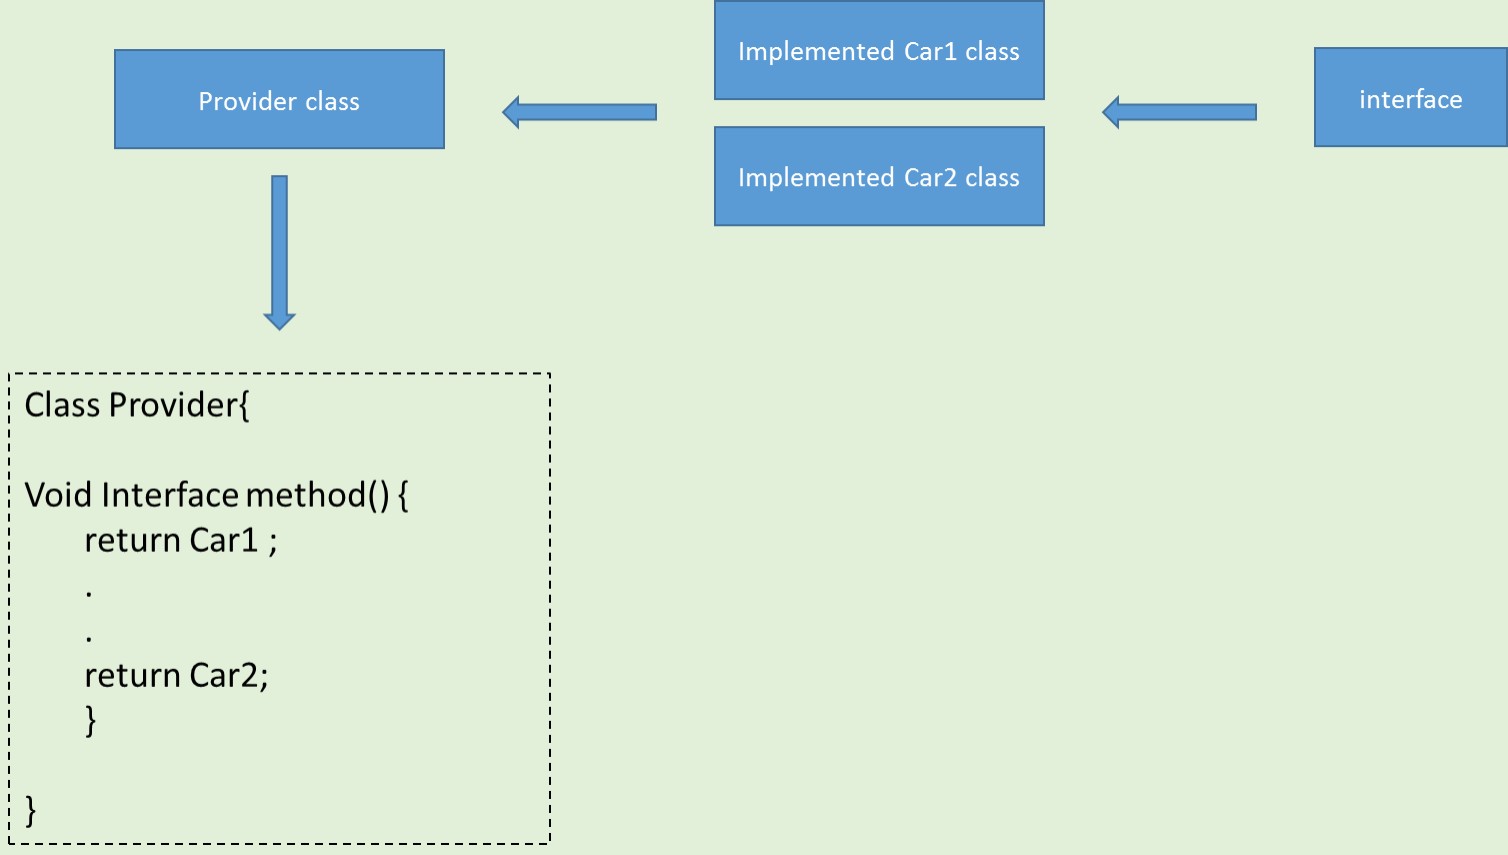 Implemented Car1 class
Provider class
interface
Implemented Car2 class
Class Provider{
Void Interface method() {
return Car1 ;
.
.
return Car2;
}
}